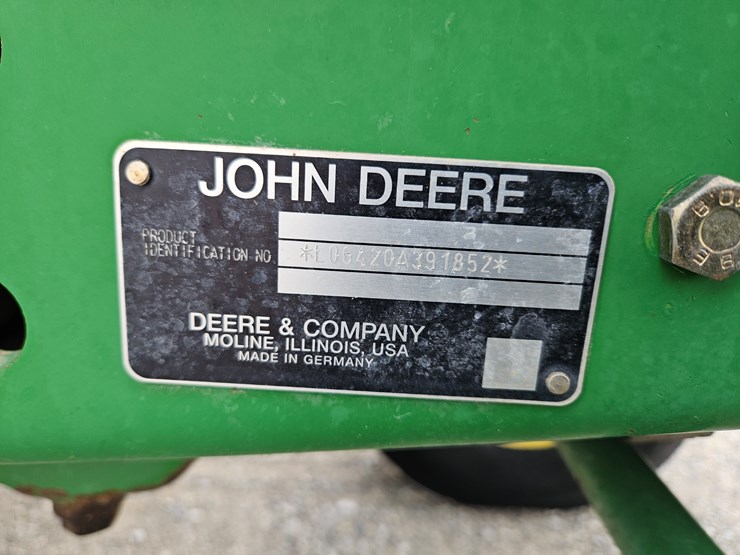 JOHN DEERE
PRODUCT
IDENTIFICATION NO.
*L06420A391852*
DEERE & COMPANY
MOLINE, ILLINOIS, USA
MADE IN GERMANY